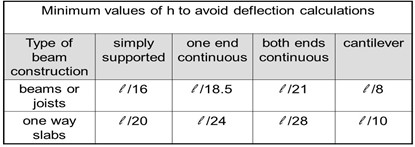 Minimum values of h to avoid deflection calculations
Type of beam construction simply supported one end continuous both ends continuous cantilever
beams or joists ℓ/16 ℓ/18.5 ℓ/21 ℓ/8
one way slabs ℓ/20 ℓ/24 ℓ/28 ℓ/10